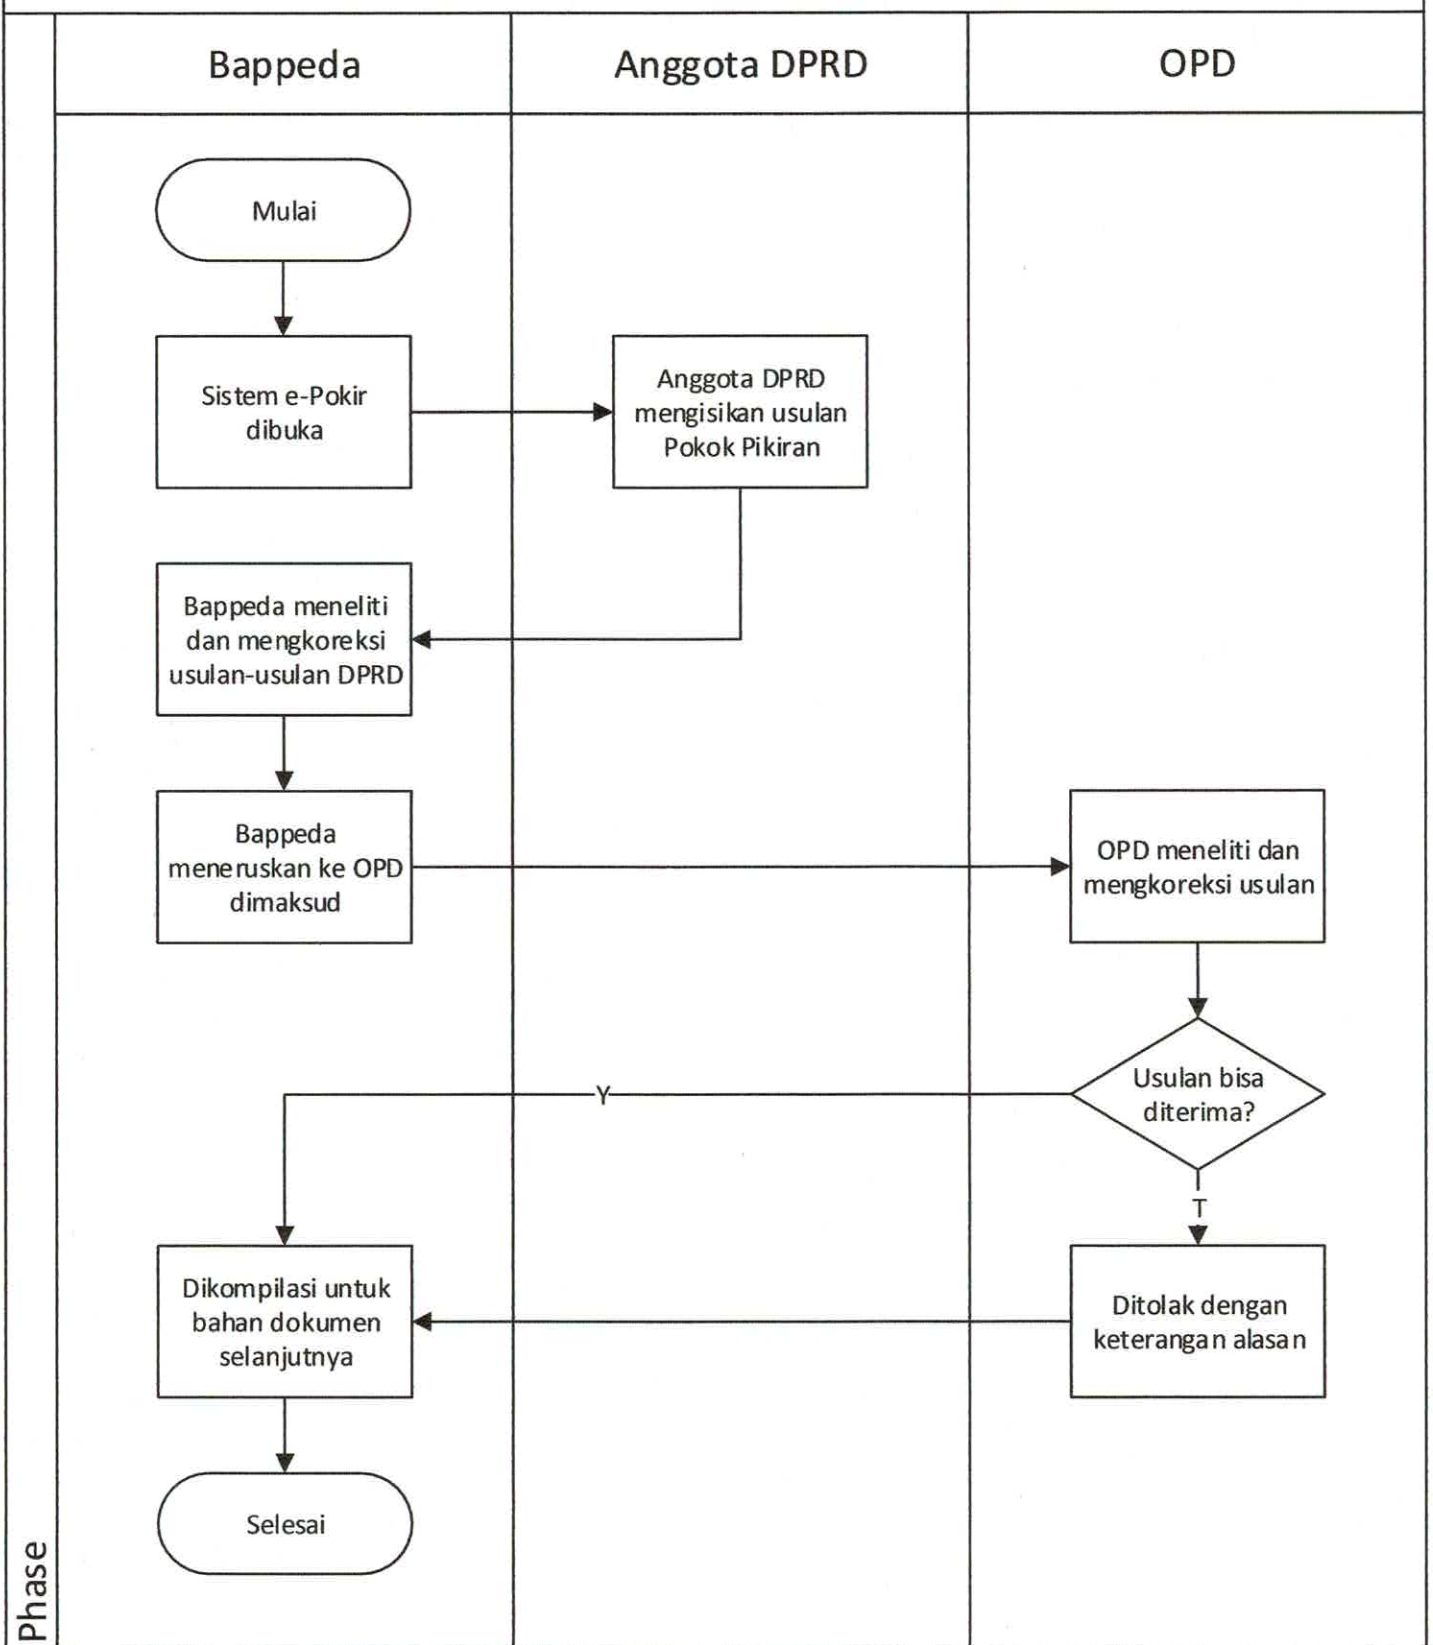 Bappeda
Anggota DPRD
OPD
Mulai
Sistem e-Pokir
dibuka
Anggota DPRD
mengisikan usulan
Pokok Pikiran
Bappeda meneliti
dan mengkoreksi
usulan-usulan DPRD
Bappeda
meneruskan ke OPD
dimaksud
OPD meneliti dan
mengkoreksi usulan
Usulan bisa
diterima?
Y
T
Dikompilasi untuk
bahan dokumen
selanjutnya
Ditolak dengan
keterangan alasan
Selesai
Phase